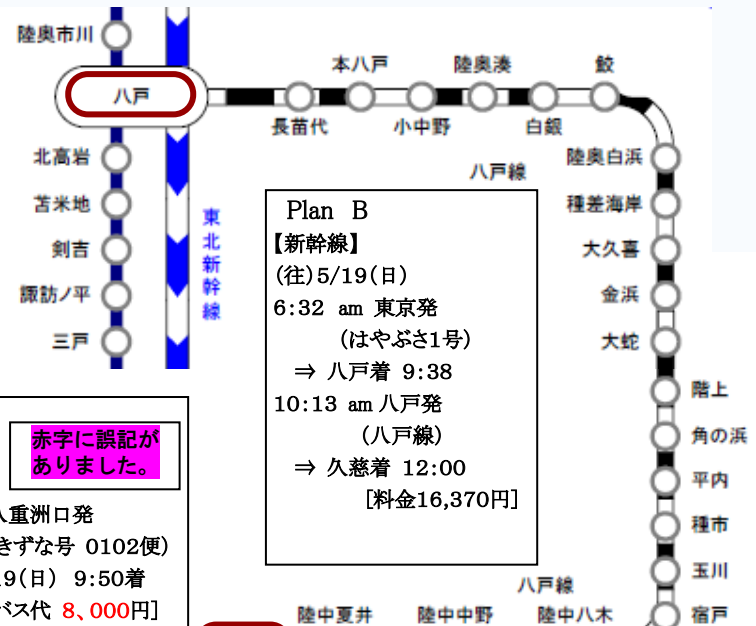 陸奥市川
八戸
北高岩
苫米地
剣吉
諏訪ノ平
三戸
東北新幹線
本八戸
陸奥湊
鮫
長苗代
小中野
白銀
八戸線
陸奥白浜
種差海岸
大久喜
金浜
大蛇
階上
角の浜
平内
種市
玉川
宿戸
Plan B
【新幹線】
(往)5/19(日)
6:32 am 東京発
(はやぶさ1号)
⇒ 八戸着 9:38
10:13 am 八戸発
(八戸線)
⇒ 久慈着 12:00
[料金16,370円]
赤字に誤記が
ありました。
八重洲口発
きずな号 0102便)
9(日) 9:50着
バス代 8、000円]
八戸線
陸中夏井
陸中中野
陸中八木